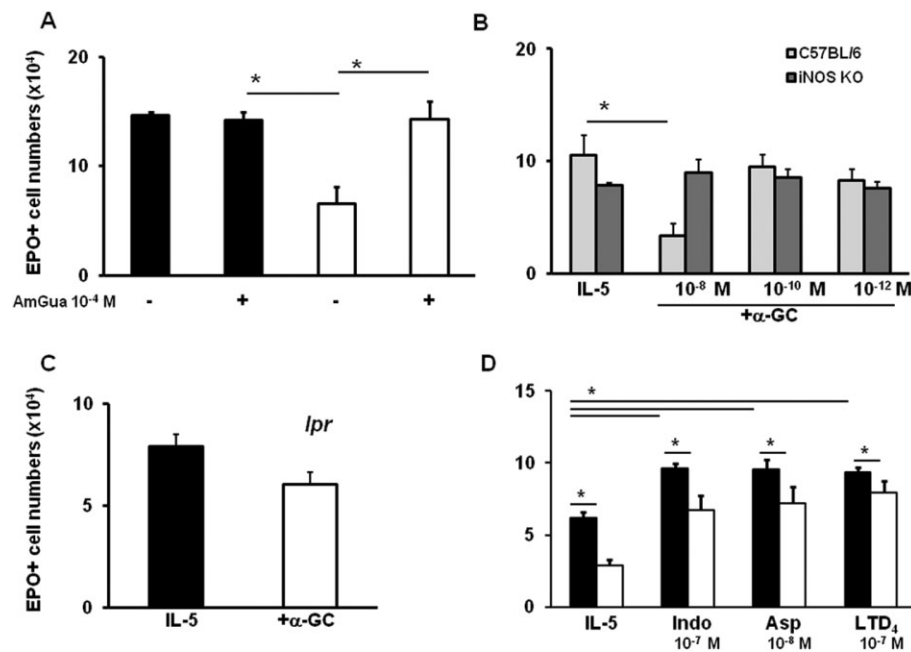 A
EPO+ cell numbers (x10⁴)
20
10
0
*
*
AmGua 10⁻⁴ M
- + - +
B
C57BL/6
iNOS KO
20
10
0
*
IL-5
10⁻⁸ M 10⁻¹⁰ M 10⁻¹² M
+α-GC
C
EPO+ cell numbers (x10⁴)
10
5
0
lpr
IL-5 +α-GC
D
15
10
5
0
*
* * * *
IL-5 Indo Asp LTD₄
10⁻⁷ M 10⁻⁸ M 10⁻⁷ M